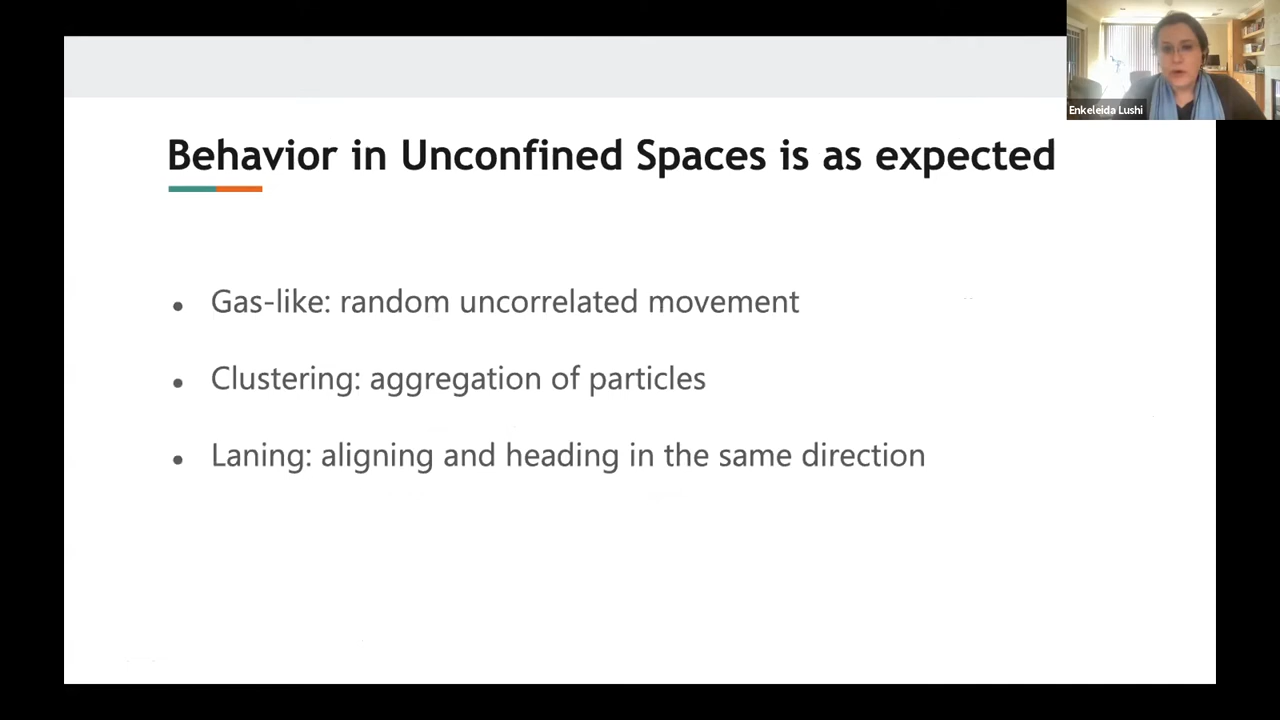 Enkeleida Lushi
Behavior in Unconfined Spaces is as expected
• Gas-like: random uncorrelated movement
• Clustering: aggregation of particles
• Laning: aligning and heading in the same direction